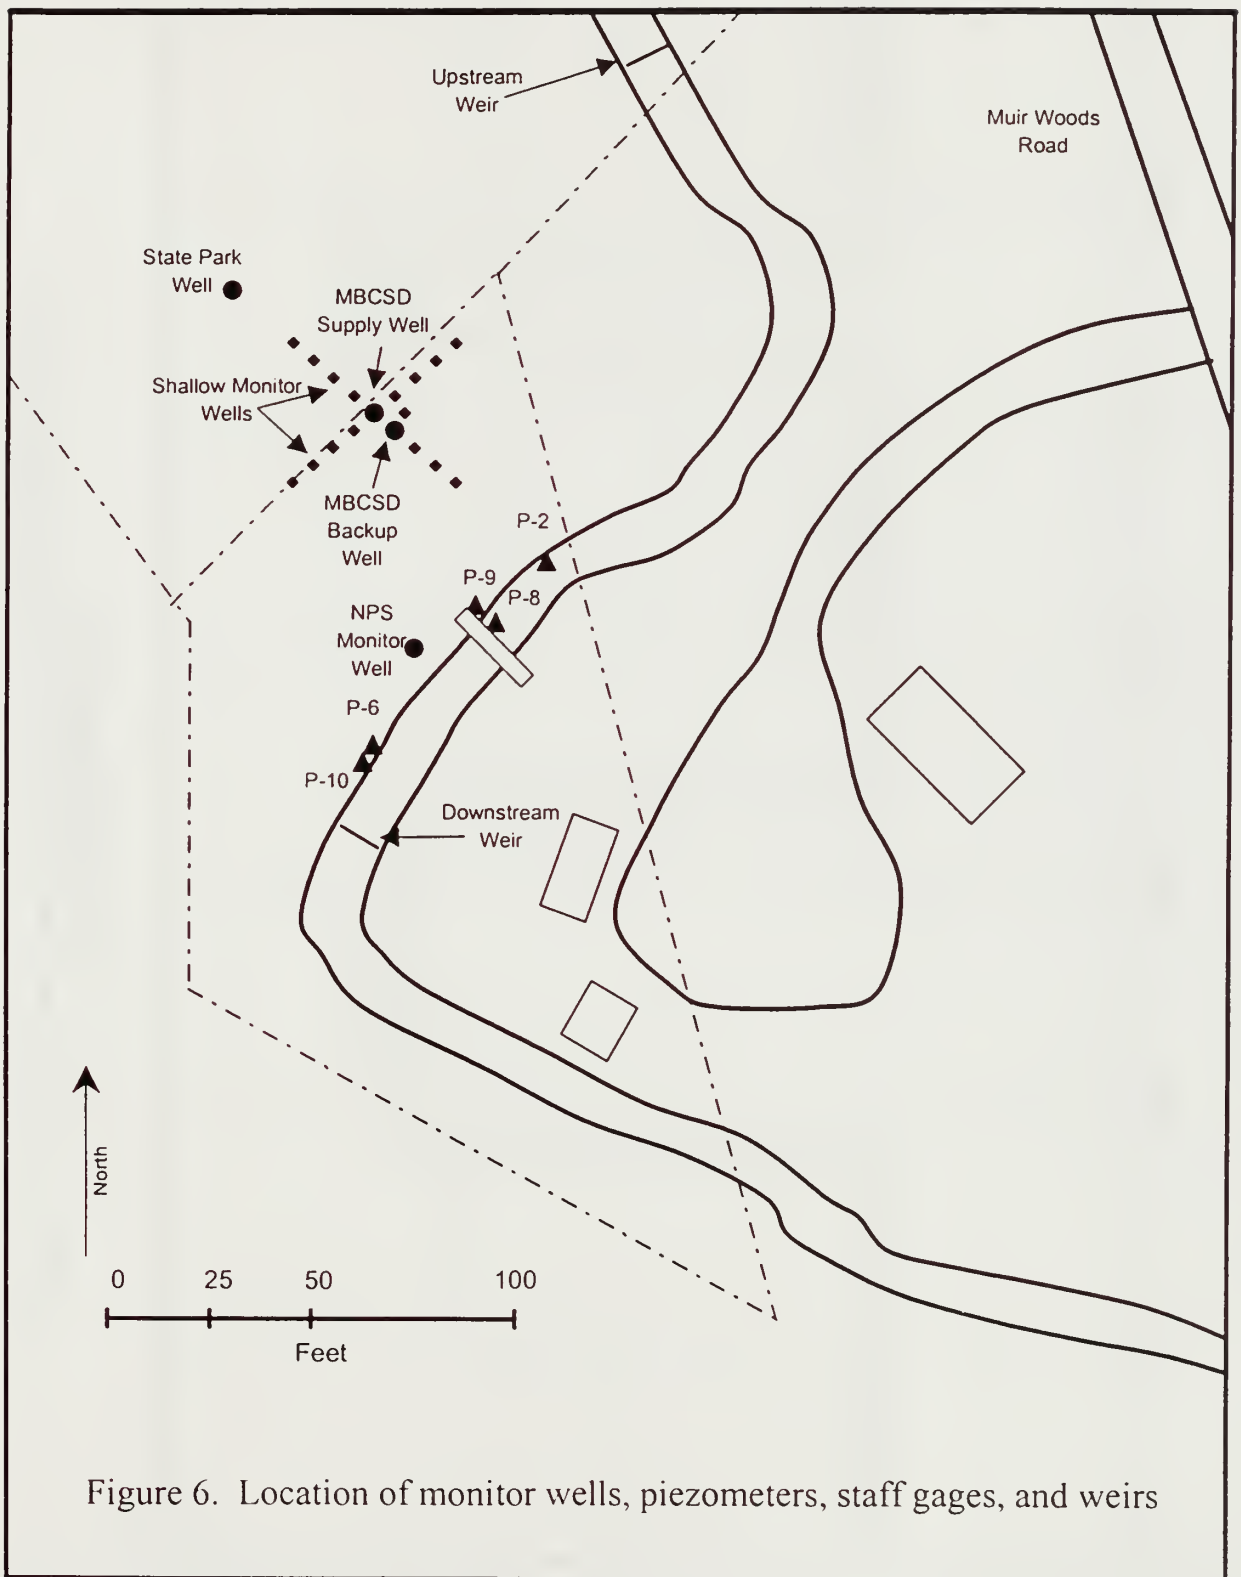 Upstream
Weir
Muir Woods
Road
State Park
Well
MBCSD
Supply Well
Shallow Monitor
Wells
MBCSD
Backup
Well
P-2
P-9
P-8
NPS
Monitor
Well
P-6
P-10
Downstream
Weir
North
0 25 50 100
Feet
Figure 6. Location of monitor wells, piezometers, staff gages, and weirs